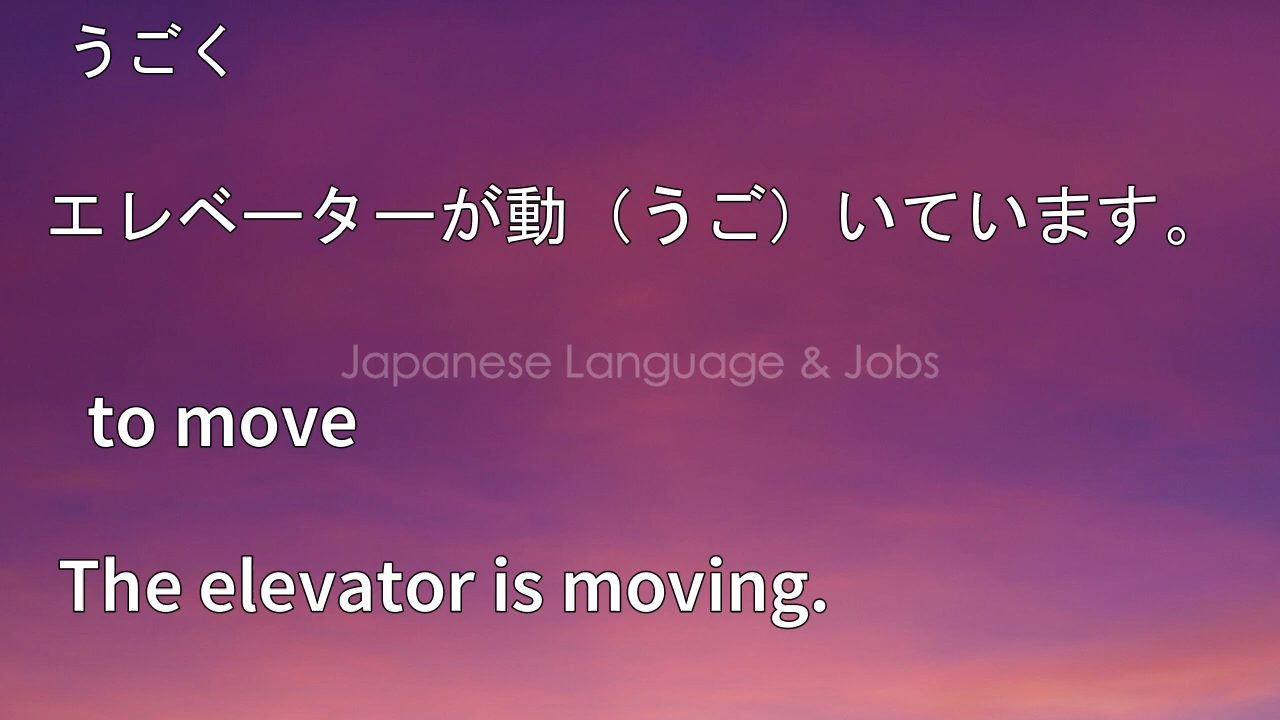 うごく
エレベーターが動（うご）いています。
Japanese Language & Jobs
to move
The elevator is moving.